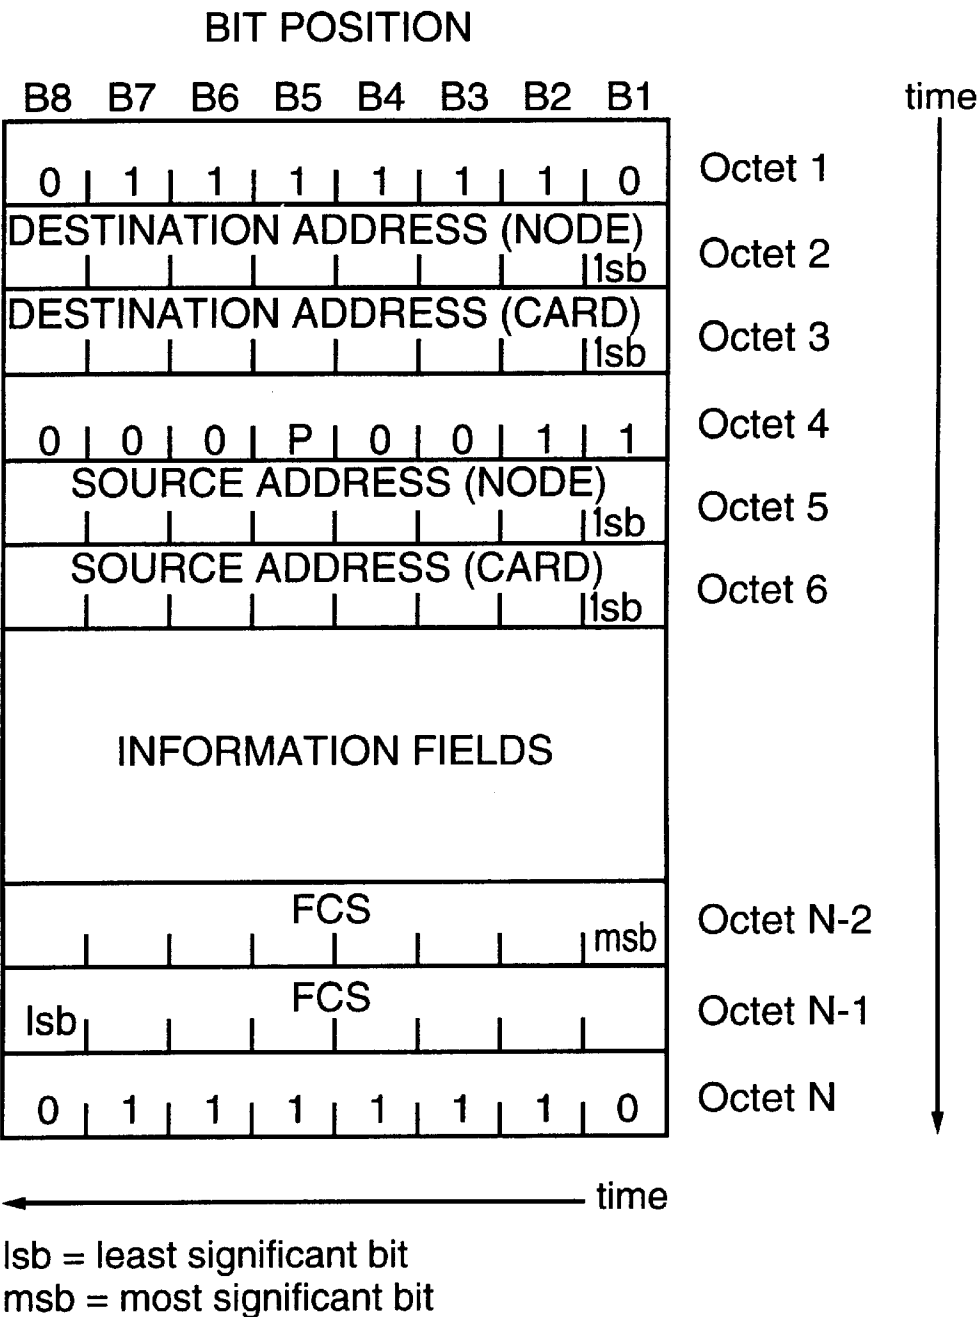 BIT POSITION
B8 B7 B6 B5 B4 B3 B2 B1 time
0 1 1 1 1 1 1 0 Octet 1
DESTINATION ADDRESS (NODE)
lsb Octet 2
DESTINATION ADDRESS (CARD)
lsb Octet 3
0 0 0 P 0 0 1 1 Octet 4
SOURCE ADDRESS (NODE)
lsb Octet 5
SOURCE ADDRESS (CARD)
lsb Octet 6
INFORMATION FIELDS
FCS
msb Octet N-2
FCS
lsb Octet N-1
0 1 1 1 1 1 1 0 Octet N
time
lsb = least significant bit
msb = most significant bit